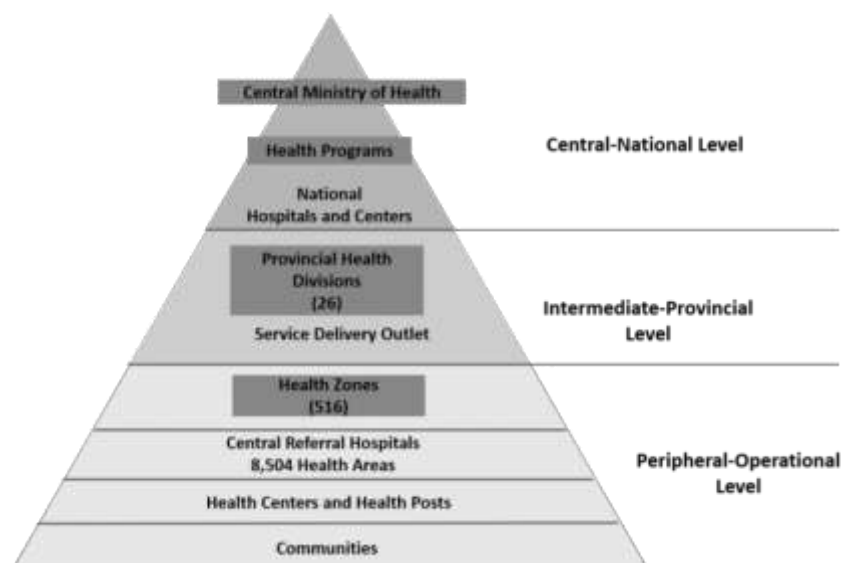 Central Ministry of Health
Health Programs
Central-National Level
National
Hospitals and Centers
Provincial Health
Divisions
(26)
Intermediate-Provincial
Level
Service Delivery Outlet
Health Zones
(516)
Central Referral Hospitals
8,504 Health Areas
Peripheral-Operational
Level
Health Centers and Health Posts
Communities